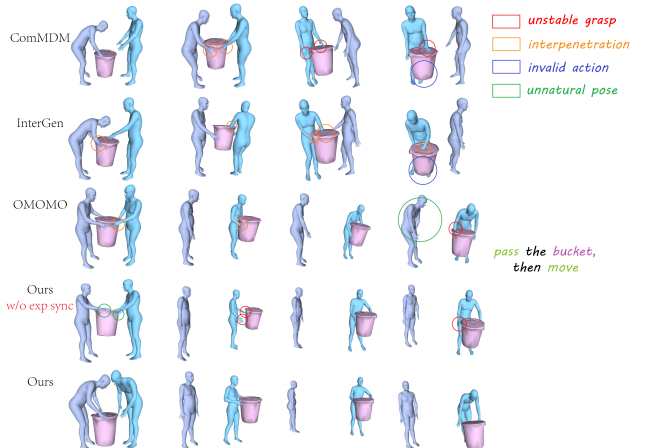 ComMDM
unstable grasp
interpenetration
invalid action
unnatural pose
InterGen
OMOMO
pass the bucket,
then move
Ours
w/o exp sync
Ours